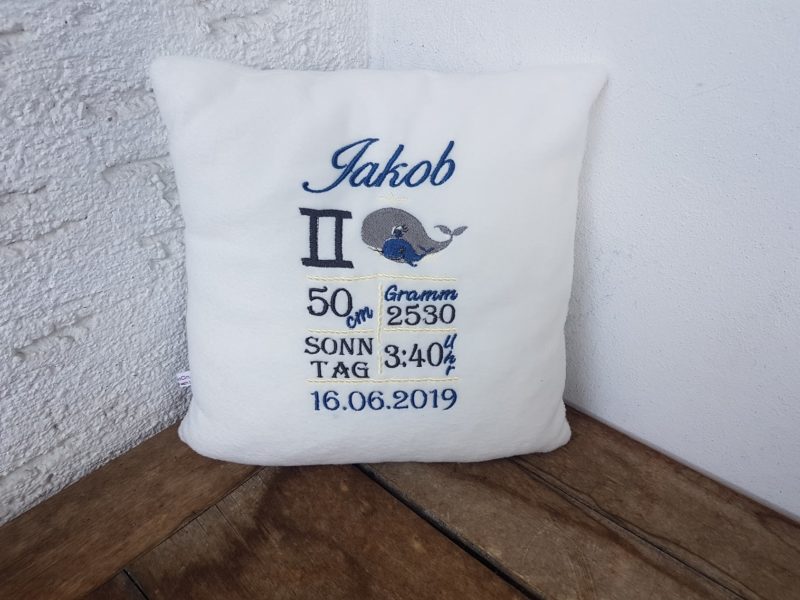 Jakob
♊
50 cm
Gramm
2530
SONN
TAG
3:40 Uhr
16.06.2019